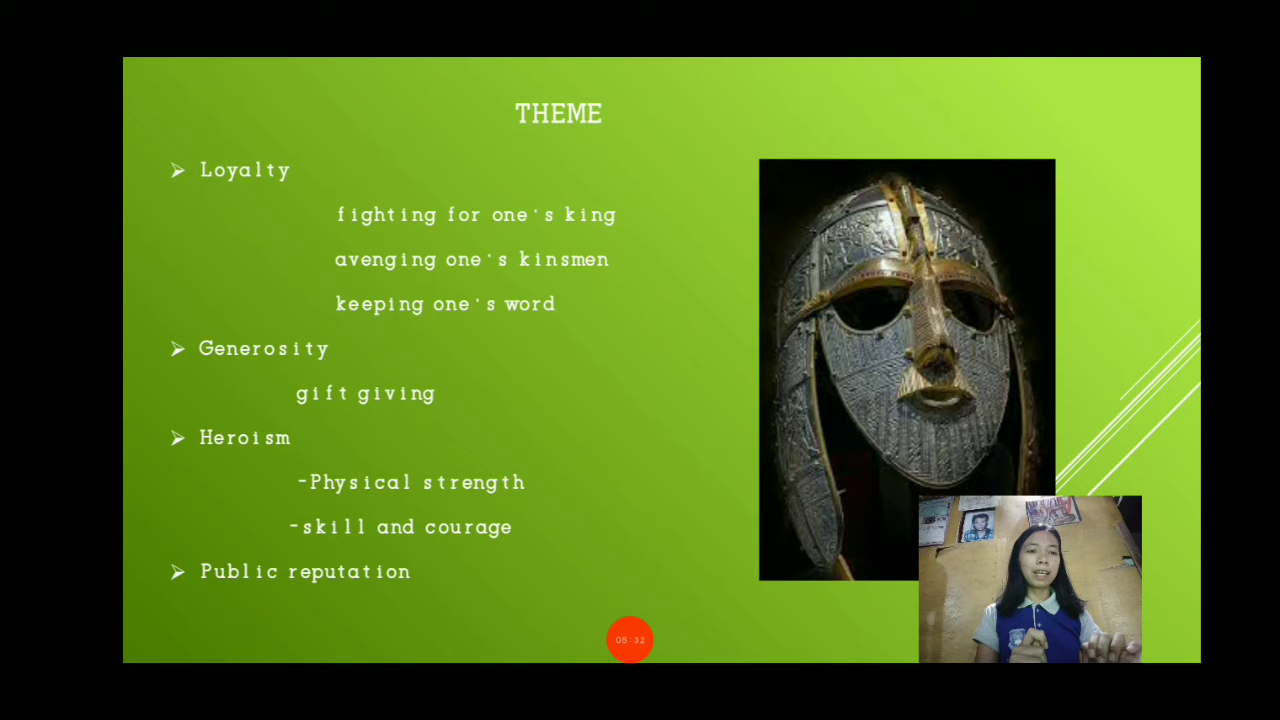 THEME
➢ Loyalty
fighting for one's king
avenging one's kinsmen
keeping one's word
➢ Generosity
gift giving
➢ Heroism
-Physical strength
-skill and courage
➢ Public reputation
06:32